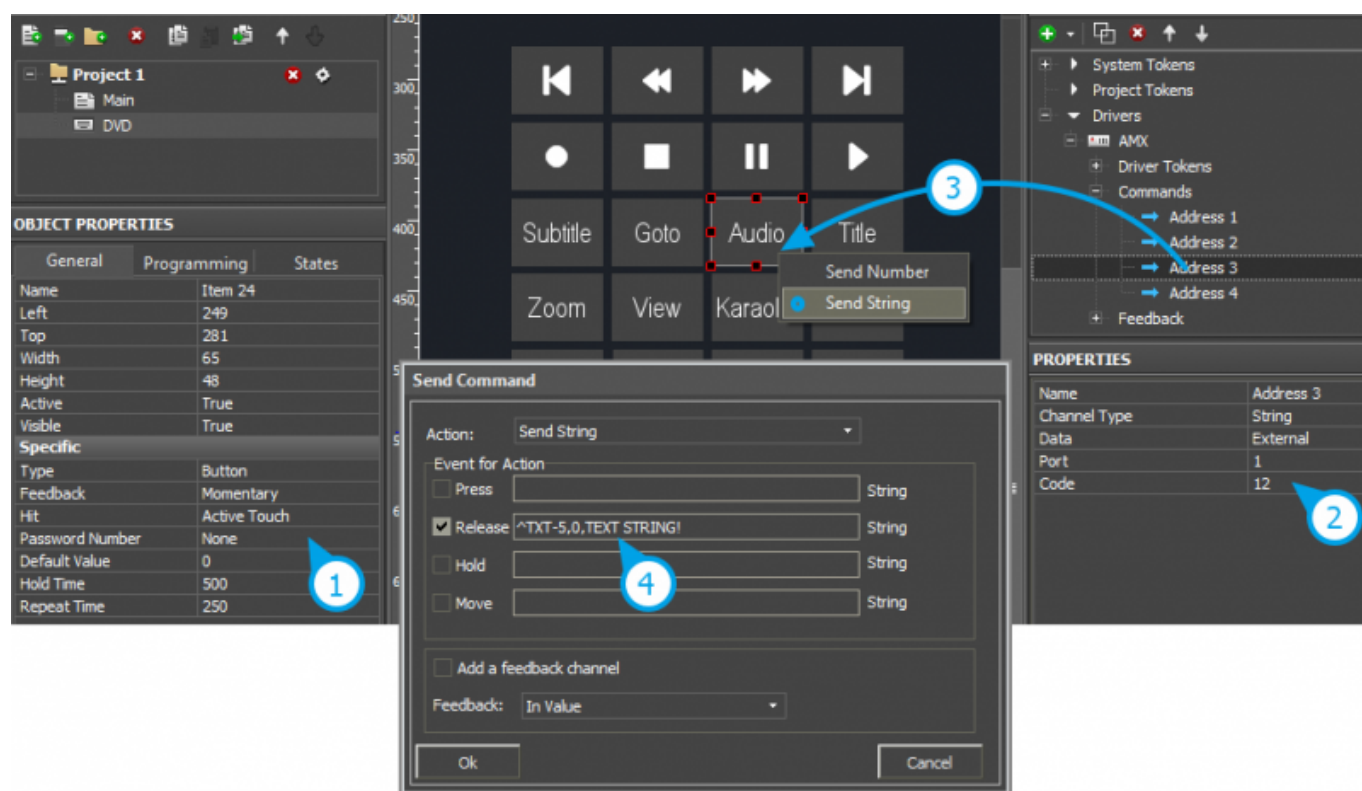 Project 1
Main
DVD
OBJECT PROPERTIES
General Programming States
Name Item 24
Left 249
Top 281
Width 65
Height 48
Active True
Visible True
Specific
Type Button
Feedback Momentary
Hit Active Touch
Password Number None
Default Value 0
Hold Time 500
Repeat Time 250
1
250
300
350
400
450
Subtitle Goto Audio Title
Zoom View
Send Number
Send String
3
System Tokens
Project Tokens
Drivers
AMX
Driver Tokens
Commands
Address 1
Address 2
Address 3
Address 4
Feedback
PROPERTIES
Name Address 3
Channel Type String
Data External
Port 1
Code 12
2
Send Command
Action: Send String
Event for Action
Press String
Release ^TXT-5,0,TEXT STRING! String
Hold String
Move String
4
Add a feedback channel
Feedback: In Value
Ok Cancel